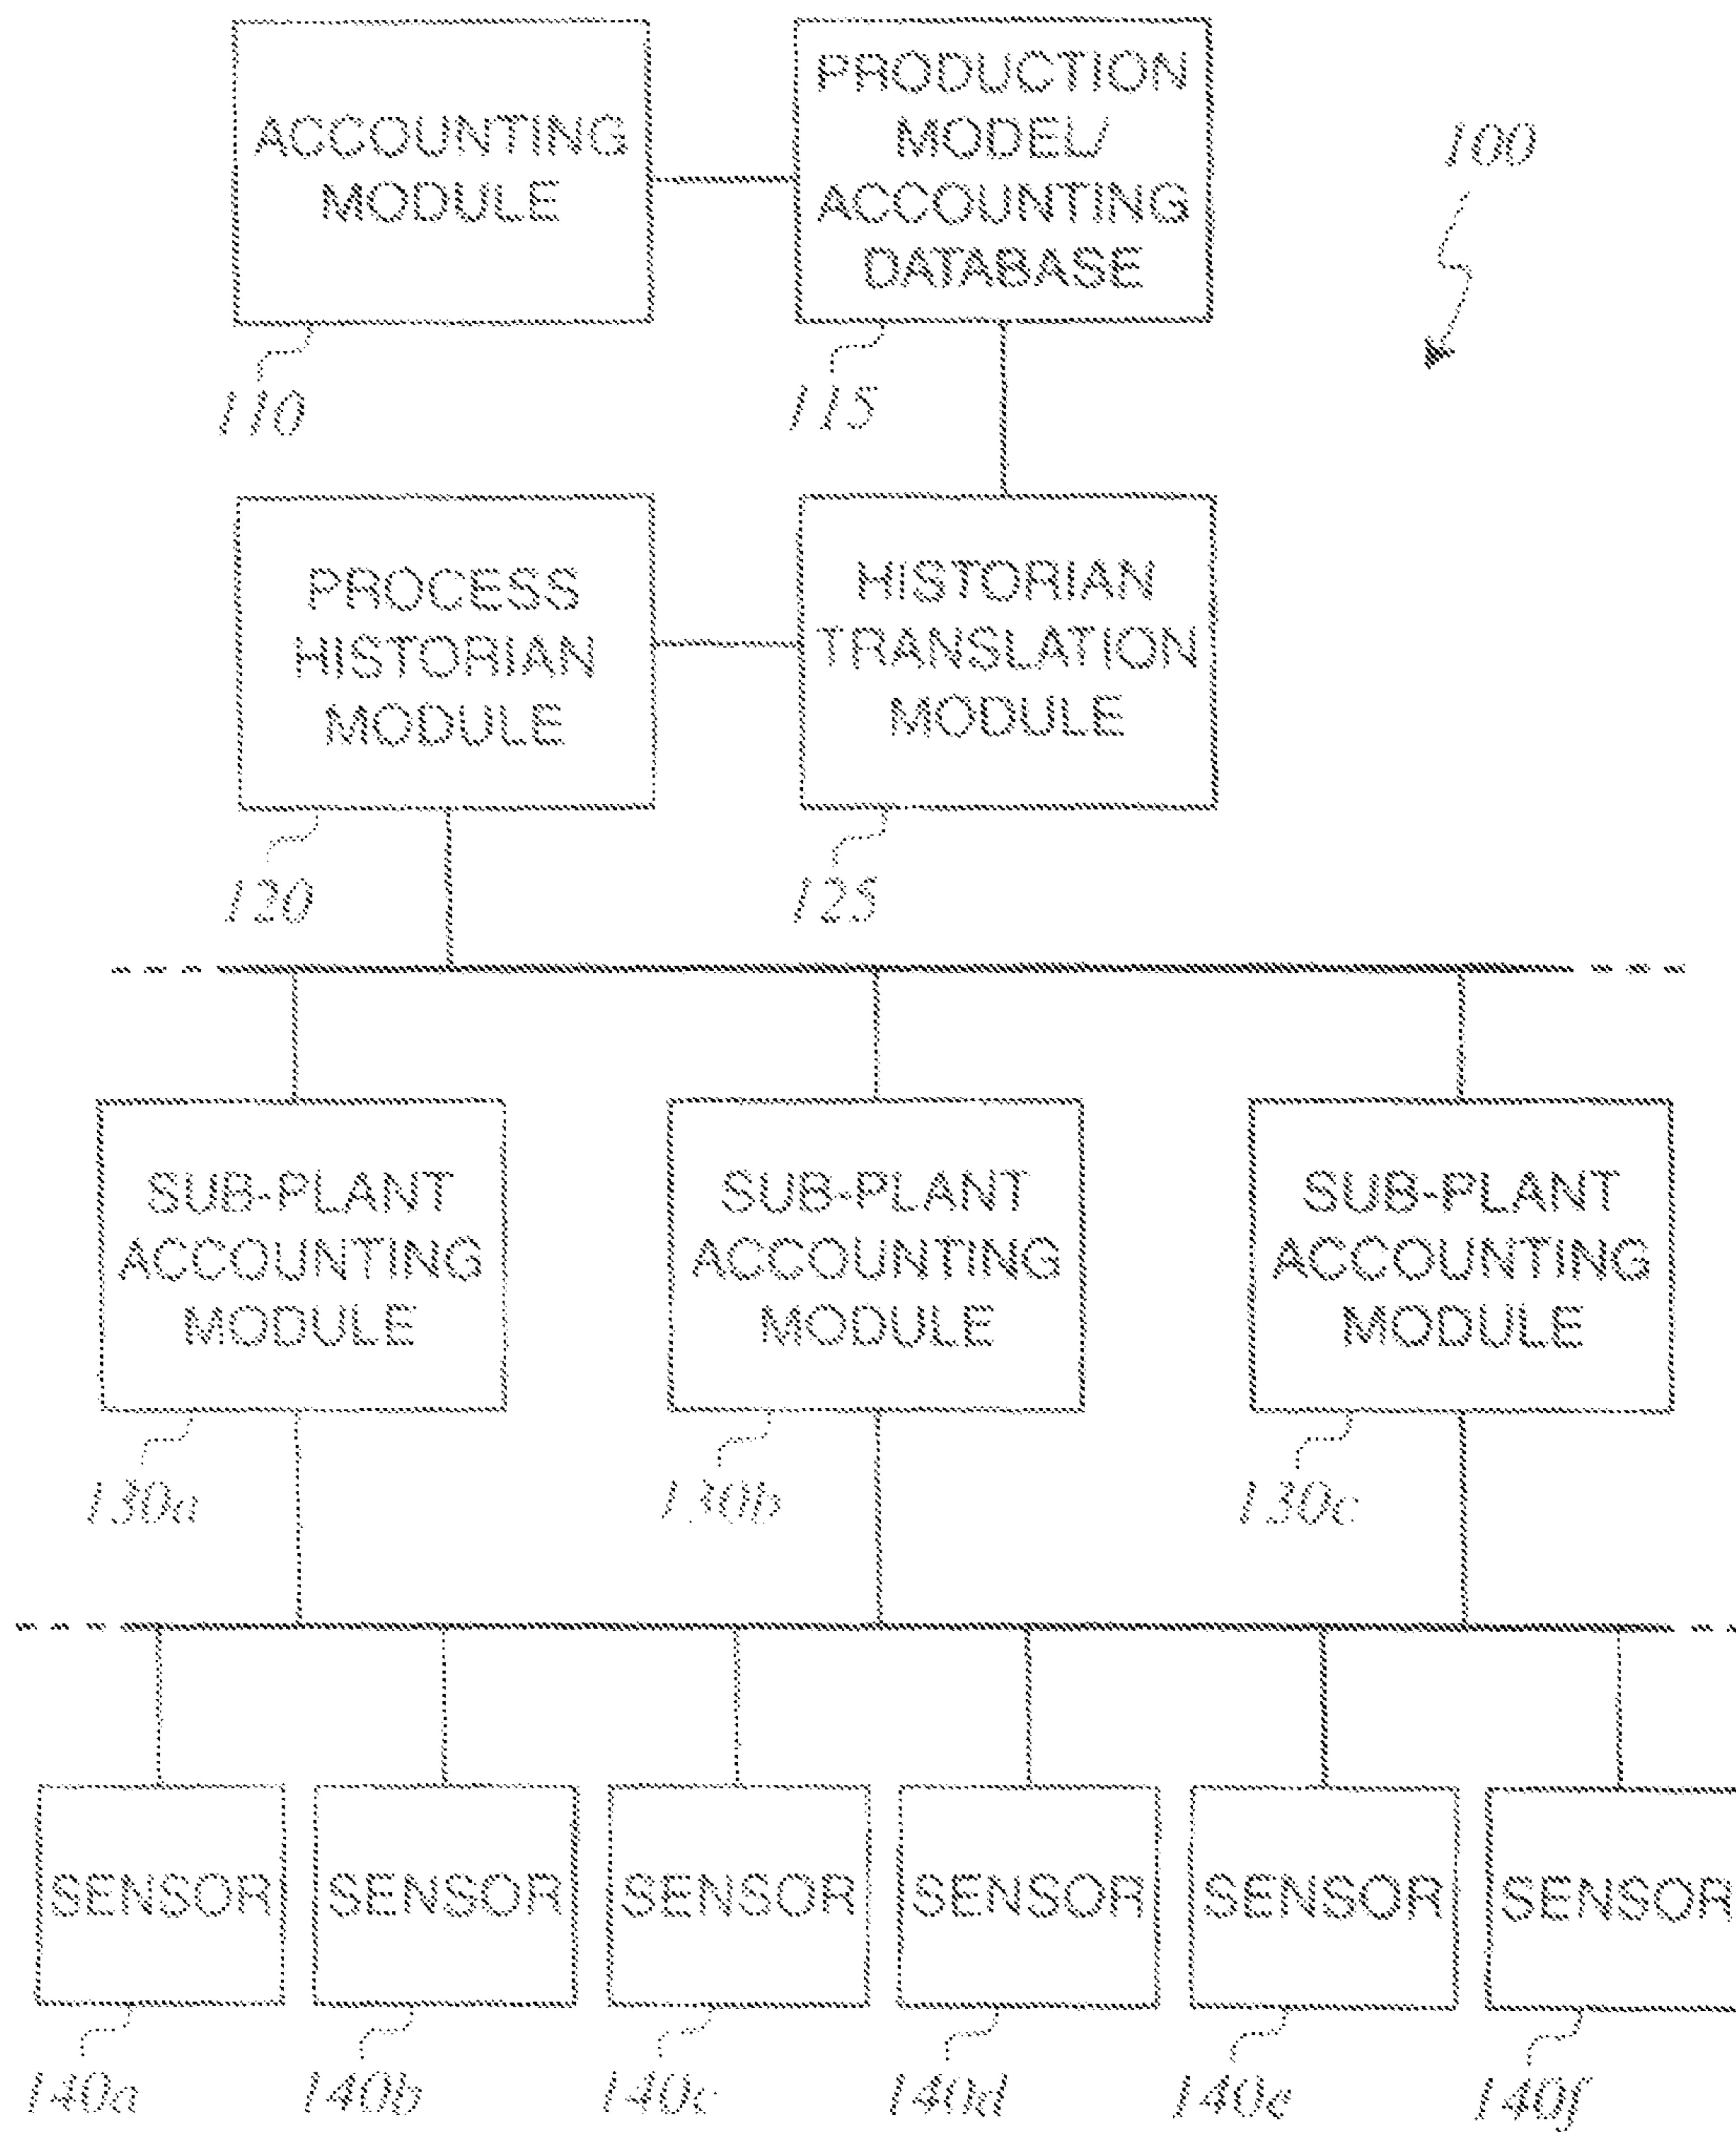 ACCOUNTING
MODULE
PRODUCTION
MODEL/
ACCOUNTING
DATABASE
100
110
115
PROCESS
HISTORIAN
MODULE
HISTORIAN
TRANSLATION
MODULE
120
125
SUB-PLANT
ACCOUNTING
MODULE
SUB-PLANT
ACCOUNTING
MODULE
SUB-PLANT
ACCOUNTING
MODULE
130a
130b
130c
SENSOR
SENSOR
SENSOR
SENSOR
SENSOR
SENSOR
140a
140b
140c
140d
140e
140f